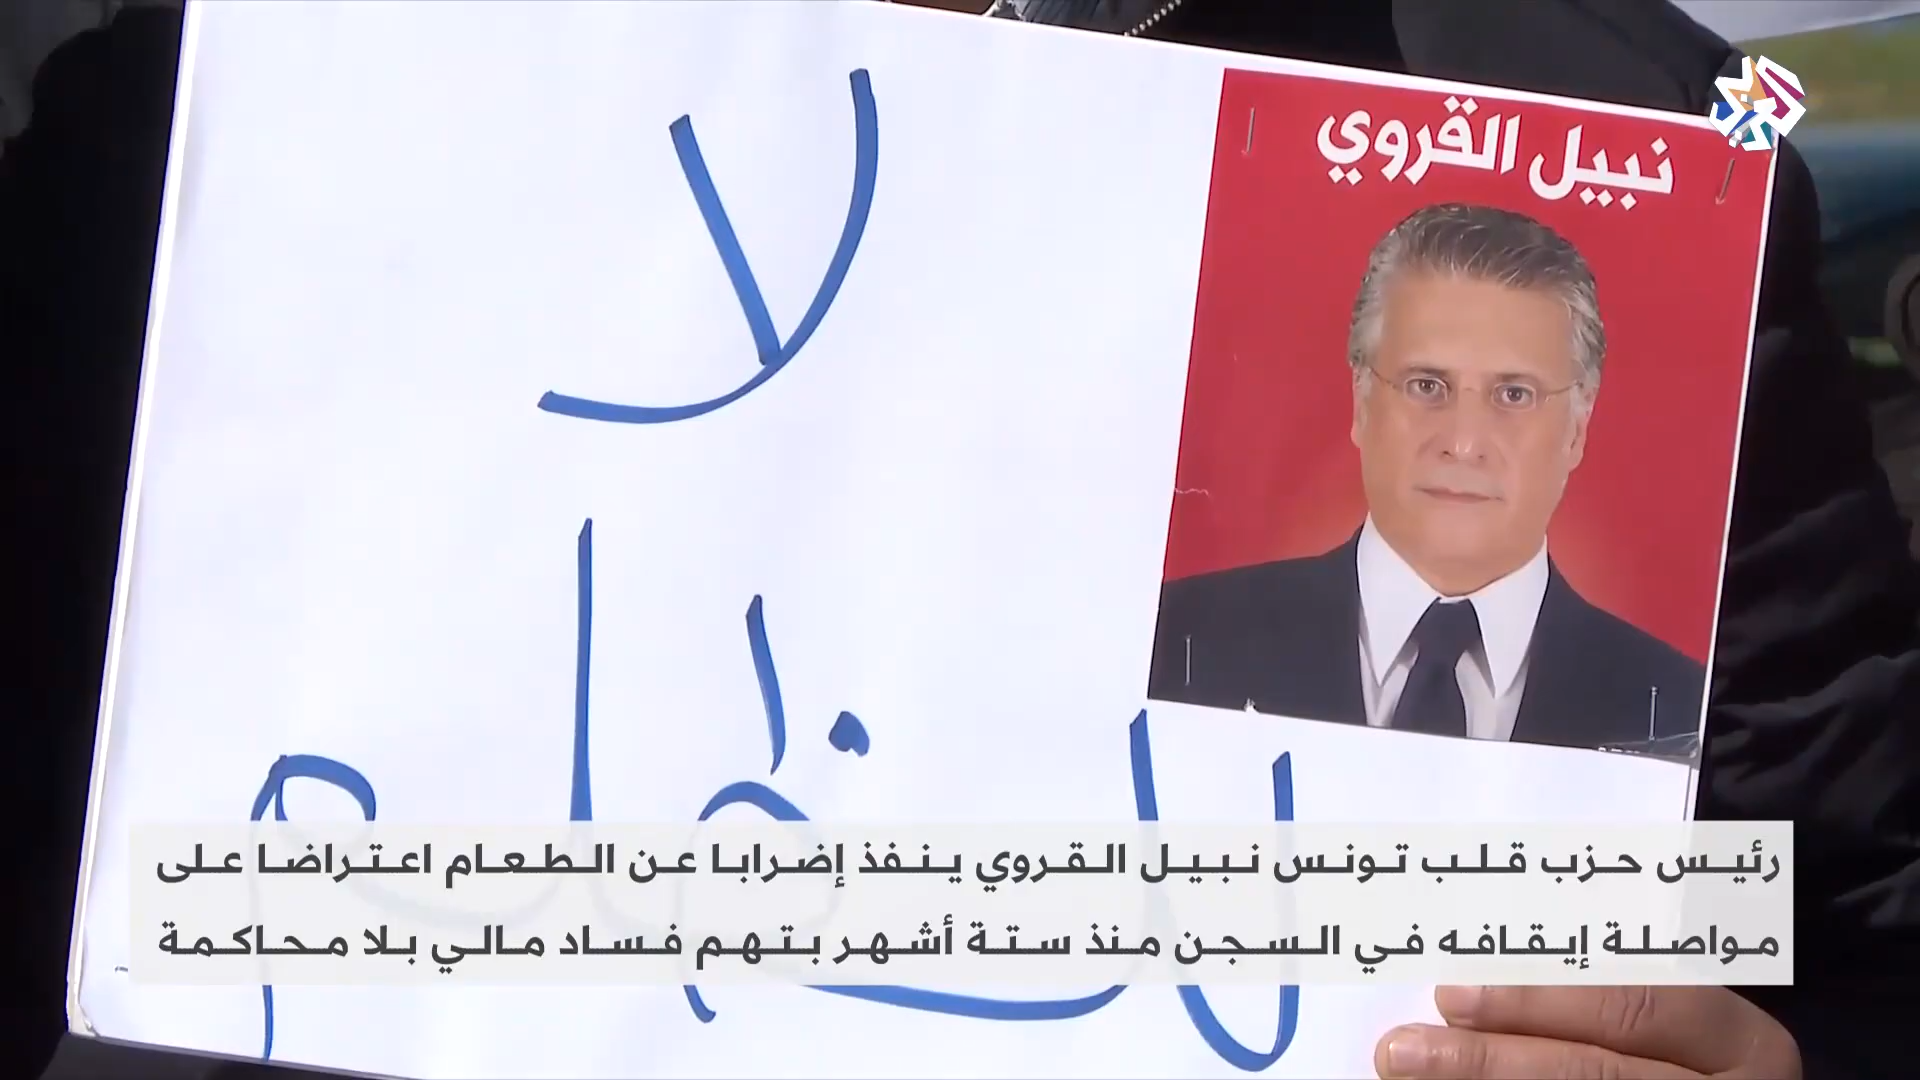 نبيل القروي
لا
للظلم
رئيس حزب قلب تونس نبيل القروي ينفذ إضرابا عن الطعام اعتراضا على
مواصلة إيقافه في السجن منذ ستة أشهر بتهم فساد مالي بلا محاكمة